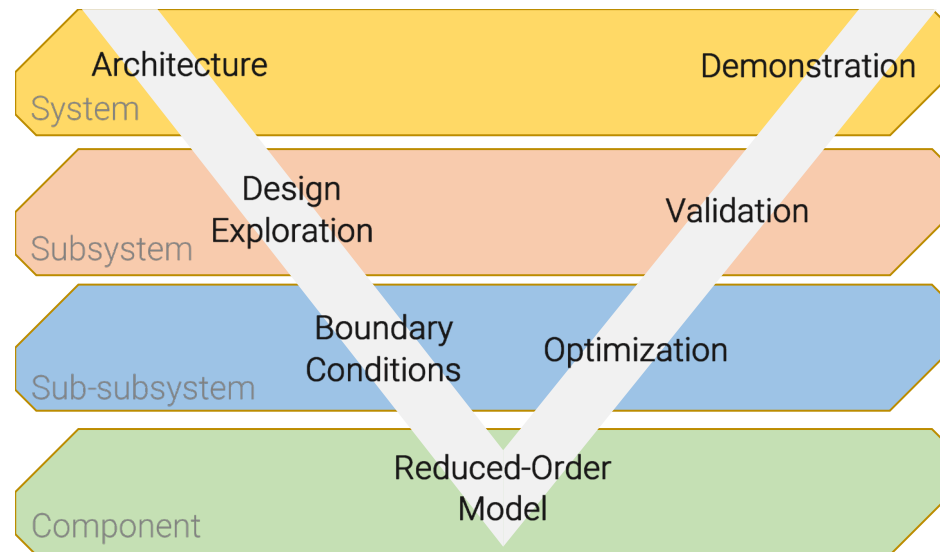 Architecture
Demonstration
System
Design
Exploration
Validation
Subsystem
Boundary
Conditions
Optimization
Sub-subsystem
Reduced-Order
Model
Component